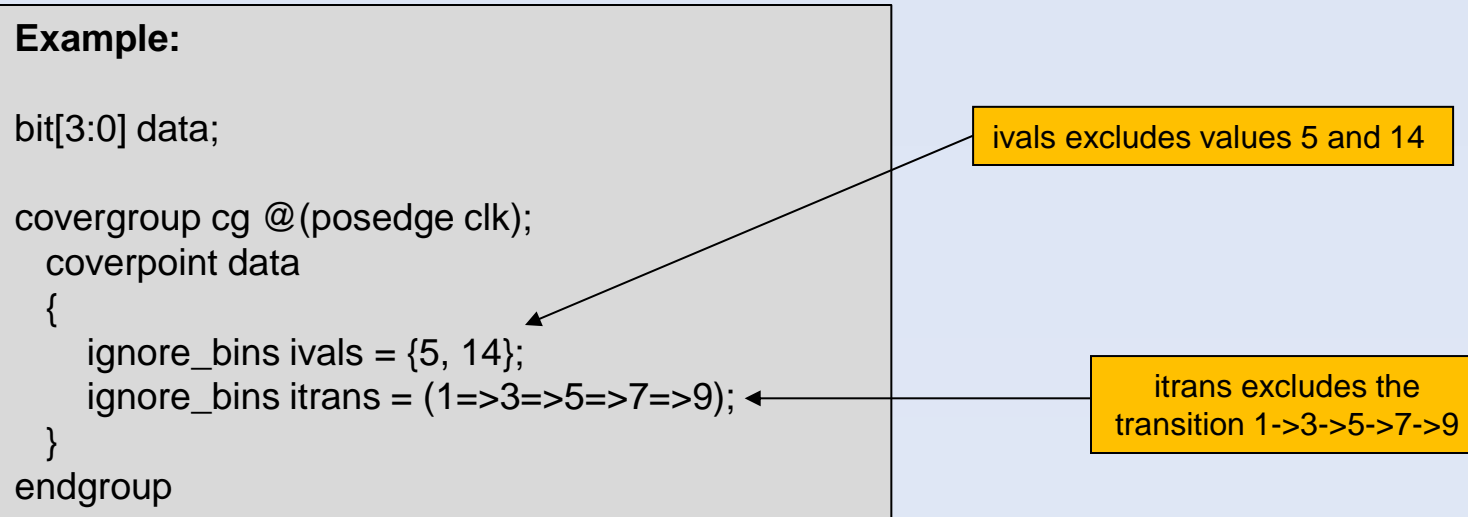 Example:
bit[3:0] data;
covergroup cg @(posedge clk);
coverpoint data
{
ignore_bins ivals = {5, 14};
ignore_bins itrans = (1=>3=>5=>7=>9);
}
endgroup
ivals excludes values 5 and 14
itrans excludes the
transition 1->3->5->7->9